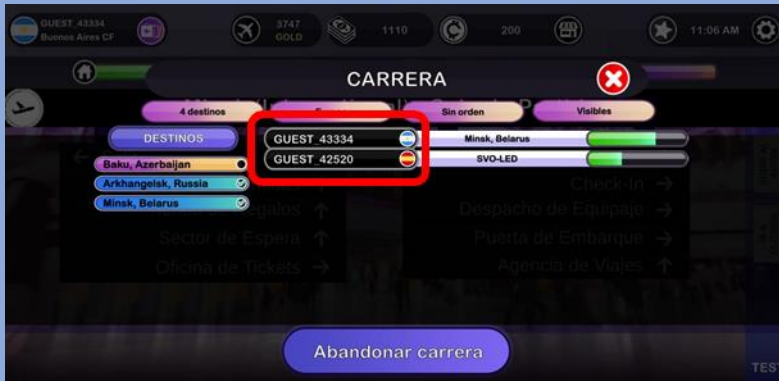 GUEST_43334
Buenos Aires CF
3747
GOLD
1110
200
11:06 AM
CARRERA
4 destinos
Sin orden
Visibles
DESTINOS
GUEST_43334
Minsk, Belarus
GUEST_42520
SVO-LED
Baku, Azerbaijan
Arkhangelsk, Russia
Minsk, Belarus
Check-In →
Despacho de Equipaje →
Sector de Espera ↑
Puerta de Embarque →
Oficina de Tickets →
Agencia de Viajes ↑
Abandonar carrera
TES